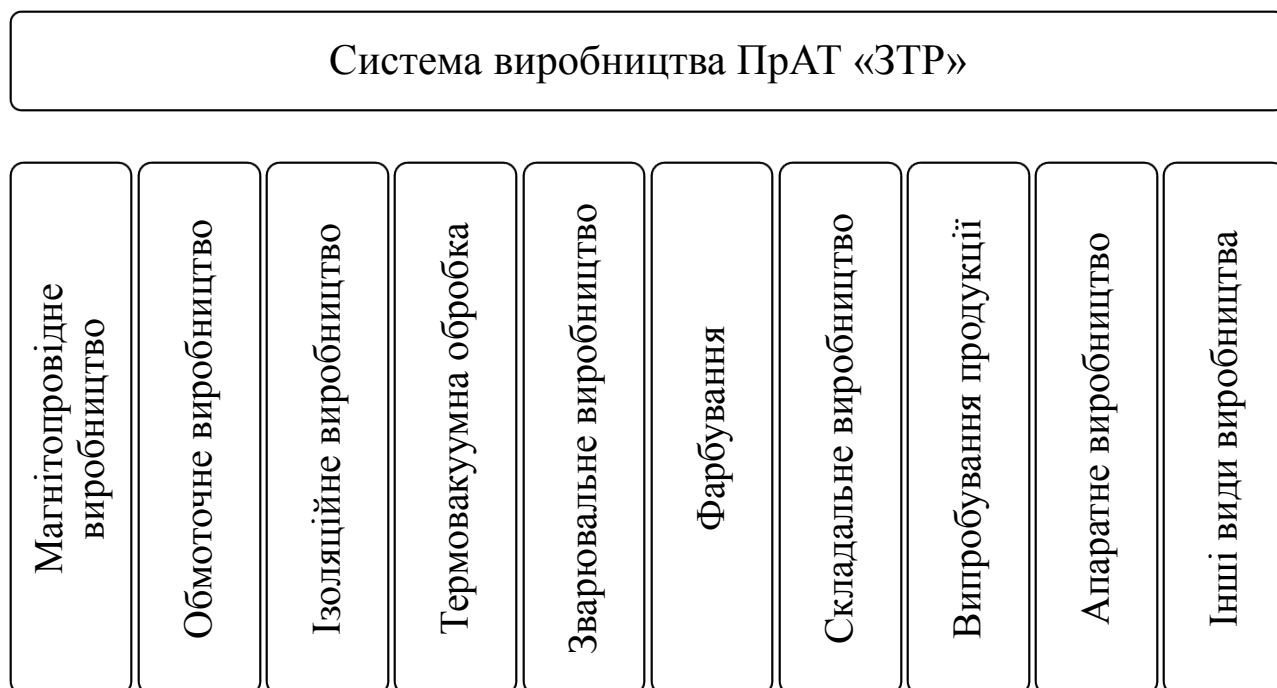 Система виробництва ПрАТ «ЗТР»
Магнітопровідне
виробництво
Обмоточне виробництво
Ізоляційне виробництво
Термовакуумна обробка
Зварювальне виробництво
Фарбування
Складальне виробництво
Випробування продукції
Апаратне виробництво
Інші види виробництва